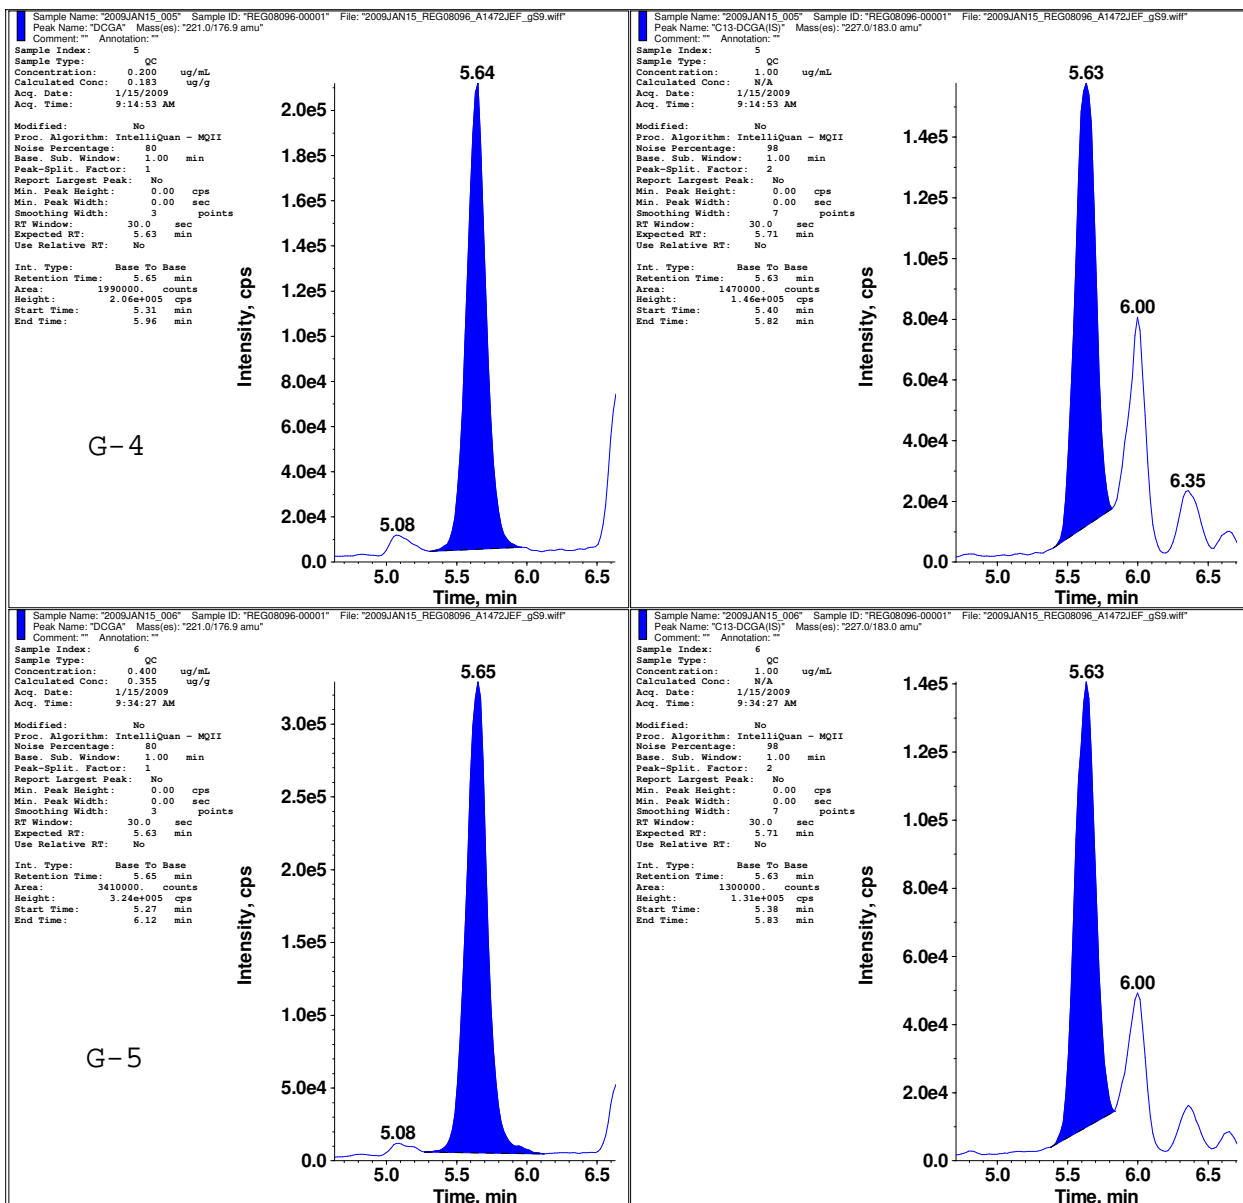 Sample Name: "2009JAN15_005"    Sample ID: "REG08096-00001"    File: "2009JAN15_REG08096_A1472JEF_gS9.wiff"
Peak Name: "DCGA"    Mass(es): "221.0/176.9 amu"
Comment: ""    Annotation: ""
Sample Index: 5
Sample Type: QC
Concentration: 0.200 ug/mL
Calculated Conc: 0.183 ug/g
Acq. Date: 1/15/2009
Acq. Time: 9:14:53 AM
Modified: No
Proc. Algorithm: IntelliQuan - MQII
Noise Percentage: 80
Base. Sub. Window: 1.00 min
Peak-Split. Factor: 1
Report Largest Peak: No
Min. Peak Height: 0.00 cps
Min. Peak Width: 0.00 sec
Smoothing Width: 3 points
RT Window: 30.0 sec
Expected RT: 5.63 min
Use Relative RT: No
Int. Type: Base To Base
Retention Time: 5.65 min
Area: 1990000. counts
Height: 2.06e+005 cps
Start Time: 5.31 min
End Time: 5.96 min
G-4
Intensity, cps
2.0e5
1.8e5
1.6e5
1.4e5
1.2e5
1.0e5
8.0e4
6.0e4
4.0e4
2.0e4
0.0
5.64
5.08
5.0 5.5 6.0 6.5
Time, min
Sample Name: "2009JAN15_005"    Sample ID: "REG08096-00001"    File: "2009JAN15_REG08096_A1472JEF_gS9.wiff"
Peak Name: "C13-DCGA(IS)"    Mass(es): "227.0/183.0 amu"
Comment: ""    Annotation: ""
Sample Index: 5
Sample Type: QC
Concentration: 1.00 ug/mL
Calculated Conc: N/A
Acq. Date: 1/15/2009
Acq. Time: 9:14:53 AM
Modified: No
Proc. Algorithm: IntelliQuan - MQII
Noise Percentage: 98
Base. Sub. Window: 1.00 min
Peak-Split. Factor: 2
Report Largest Peak: No
Min. Peak Height: 0.00 cps
Min. Peak Width: 0.00 sec
Smoothing Width: 7 points
RT Window: 30.0 sec
Expected RT: 5.71 min
Use Relative RT: No
Int. Type: Base To Base
Retention Time: 5.63 min
Area: 1470000. counts
Height: 1.46e+005 cps
Start Time: 5.40 min
End Time: 5.82 min
Intensity, cps
1.4e5
1.2e5
1.0e5
8.0e4
6.0e4
4.0e4
2.0e4
0.0
5.63
6.00
6.35
5.0 5.5 6.0 6.5
Time, min
Sample Name: "2009JAN15_006"    Sample ID: "REG08096-00001"    File: "2009JAN15_REG08096_A1472JEF_gS9.wiff"
Peak Name: "DCGA"    Mass(es): "221.0/176.9 amu"
Comment: ""    Annotation: ""
Sample Index: 6
Sample Type: QC
Concentration: 0.400 ug/mL
Calculated Conc: 0.355 ug/g
Acq. Date: 1/15/2009
Acq. Time: 9:34:27 AM
Modified: No
Proc. Algorithm: IntelliQuan - MQII
Noise Percentage: 80
Base. Sub. Window: 1.00 min
Peak-Split. Factor: 1
Report Largest Peak: No
Min. Peak Height: 0.00 cps
Min. Peak Width: 0.00 sec
Smoothing Width: 3 points
RT Window: 30.0 sec
Expected RT: 5.63 min
Use Relative RT: No
Int. Type: Base To Base
Retention Time: 5.65 min
Area: 3410000. counts
Height: 3.24e+005 cps
Start Time: 5.27 min
End Time: 6.12 min
G-5
Intensity, cps
3.0e5
2.5e5
2.0e5
1.5e5
1.0e5
5.0e4
0.0
5.65
5.08
5.0 5.5 6.0 6.5
Time, min
Sample Name: "2009JAN15_006"    Sample ID: "REG08096-00001"    File: "2009JAN15_REG08096_A1472JEF_gS9.wiff"
Peak Name: "C13-DCGA(IS)"    Mass(es): "227.0/183.0 amu"
Comment: ""    Annotation: ""
Sample Index: 6
Sample Type: QC
Concentration: 1.00 ug/mL
Calculated Conc: N/A
Acq. Date: 1/15/2009
Acq. Time: 9:34:27 AM
Modified: No
Proc. Algorithm: IntelliQuan - MQII
Noise Percentage: 98
Base. Sub. Window: 1.00 min
Peak-Split. Factor: 2
Report Largest Peak: No
Min. Peak Height: 0.00 cps
Min. Peak Width: 0.00 sec
Smoothing Width: 7 points
RT Window: 30.0 sec
Expected RT: 5.71 min
Use Relative RT: No
Int. Type: Base To Base
Retention Time: 5.63 min
Area: 1300000. counts
Height: 1.31e+005 cps
Start Time: 5.38 min
End Time: 5.83 min
Intensity, cps
1.4e5
1.2e5
1.0e5
8.0e4
6.0e4
4.0e4
2.0e4
0.0
5.63
6.00
5.0 5.5 6.0 6.5
Time, min